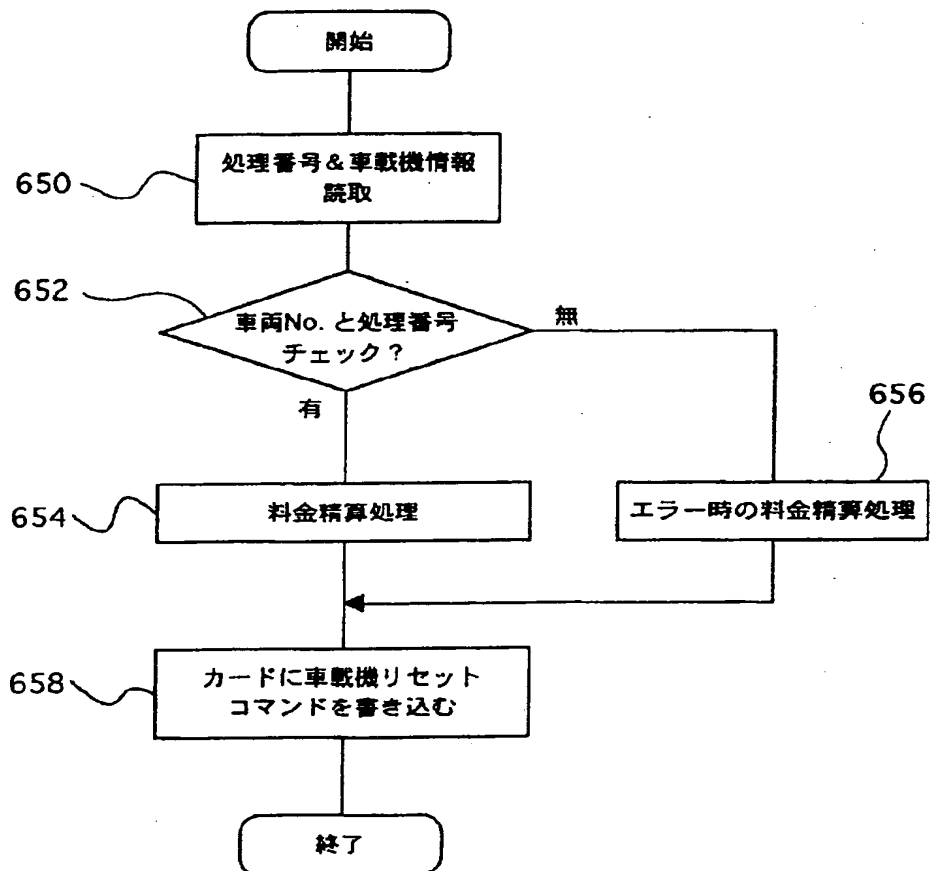 開始
650
処理番号&車載機情報
読取
652
車両No. と処理番号
チェック?
無
有
656
654
料金精算処理
エラー時の料金精算処理
658
カードに車載機リセット
コマンドを書き込む
終了